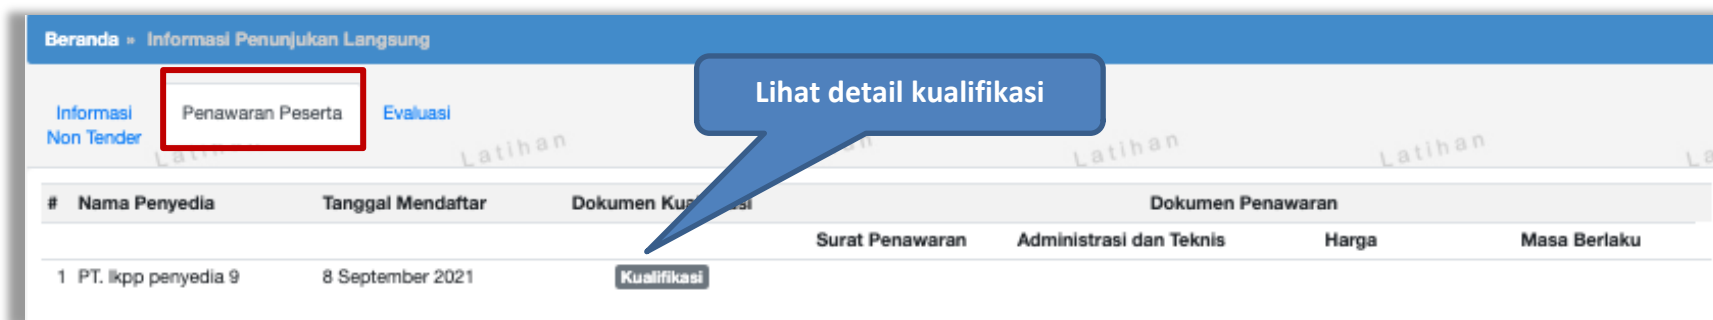 Beranda » Informasi Penunjukan Langsung
Lihat detail kualifikasi
Informasi
Non Tender
Penawaran Peserta
Evaluasi
Latihan
Latihan
Latihan
# Nama Penyedia Tanggal Mendaftar Dokumen Dokumen Penawaran
Surat Penawaran Administrasi dan Teknis Harga Masa Berlaku
1 PT. lkpp penyedia 9 8 September 2021 Kualifikasi